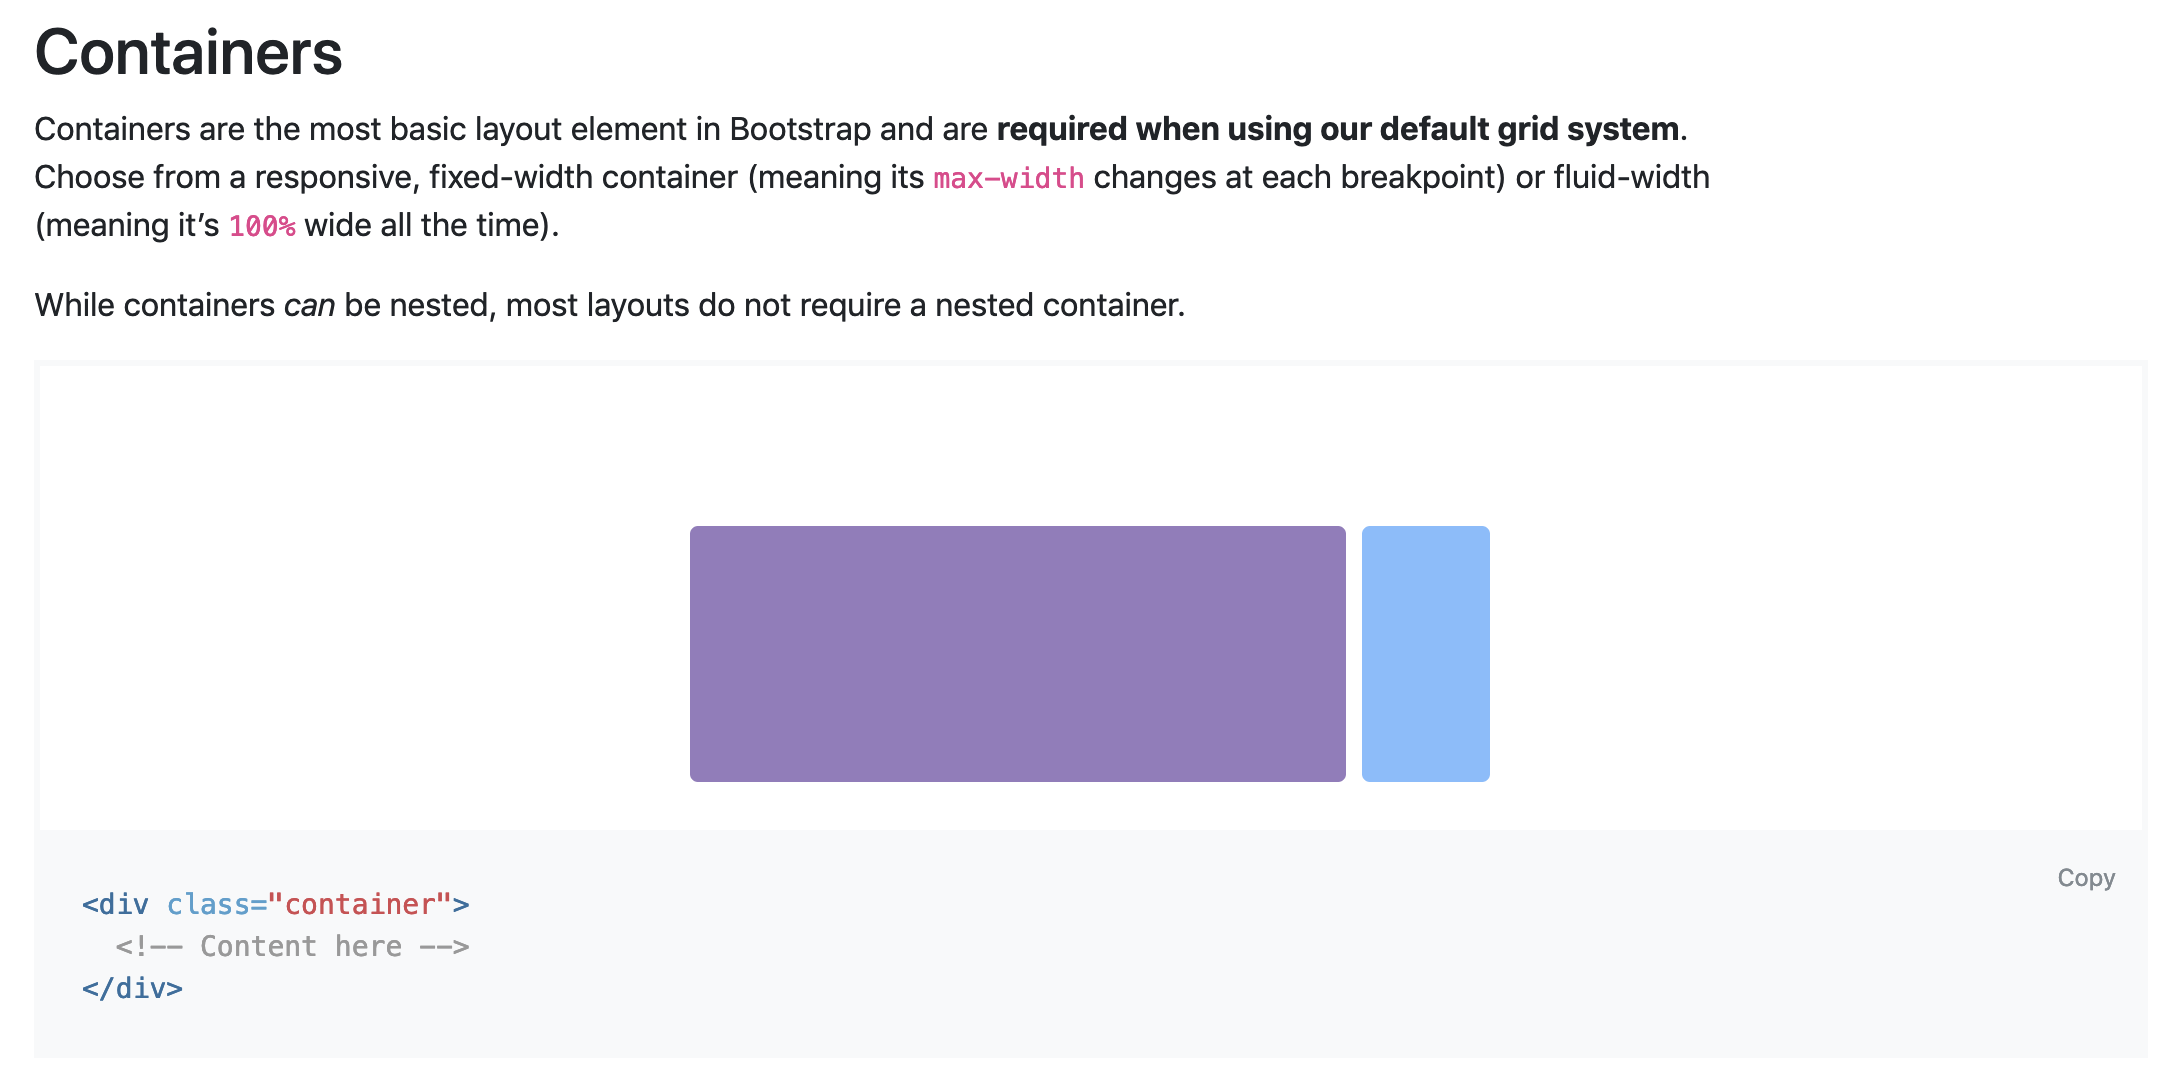 Containers
Containers are the most basic layout element in Bootstrap and are required when using our default grid system.
Choose from a responsive, fixed-width container (meaning its max-width changes at each breakpoint) or fluid-width
(meaning it’s 100% wide all the time).
While containers can be nested, most layouts do not require a nested container.
Copy
<div class="container">
  <!-- Content here -->
</div>